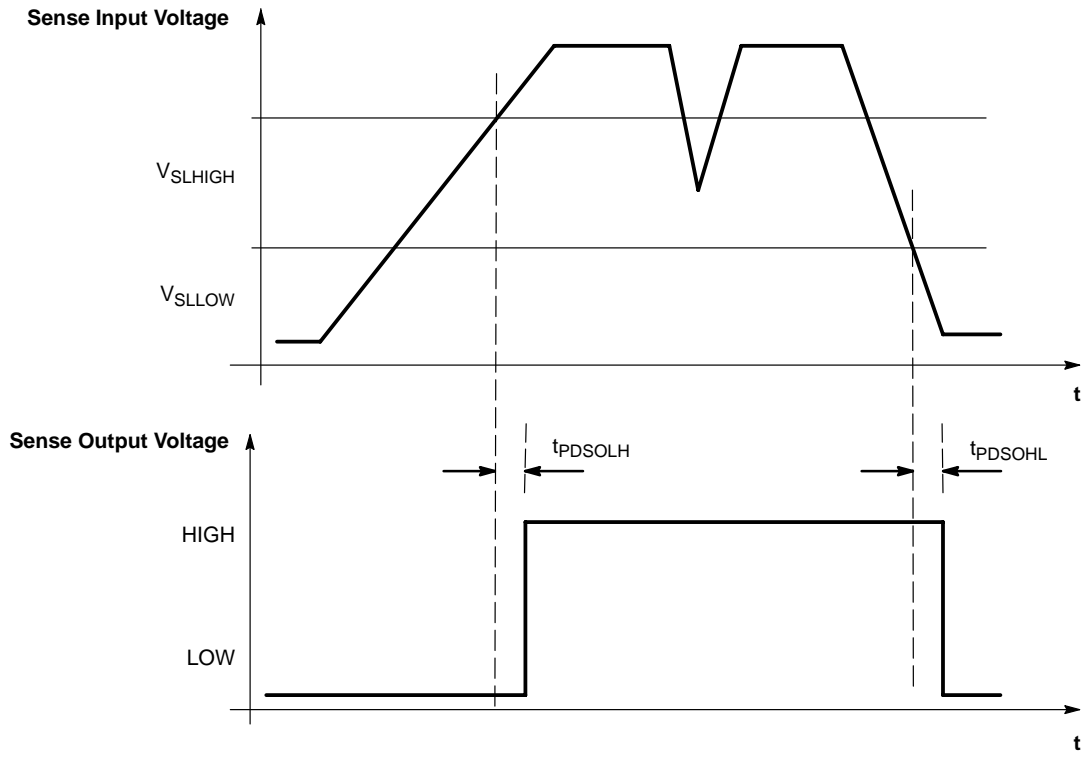 Sense Input Voltage
VSLHIGH
VSLLOW
t
Sense Output Voltage
tPDSOLH
tPDSOHL
HIGH
LOW
t